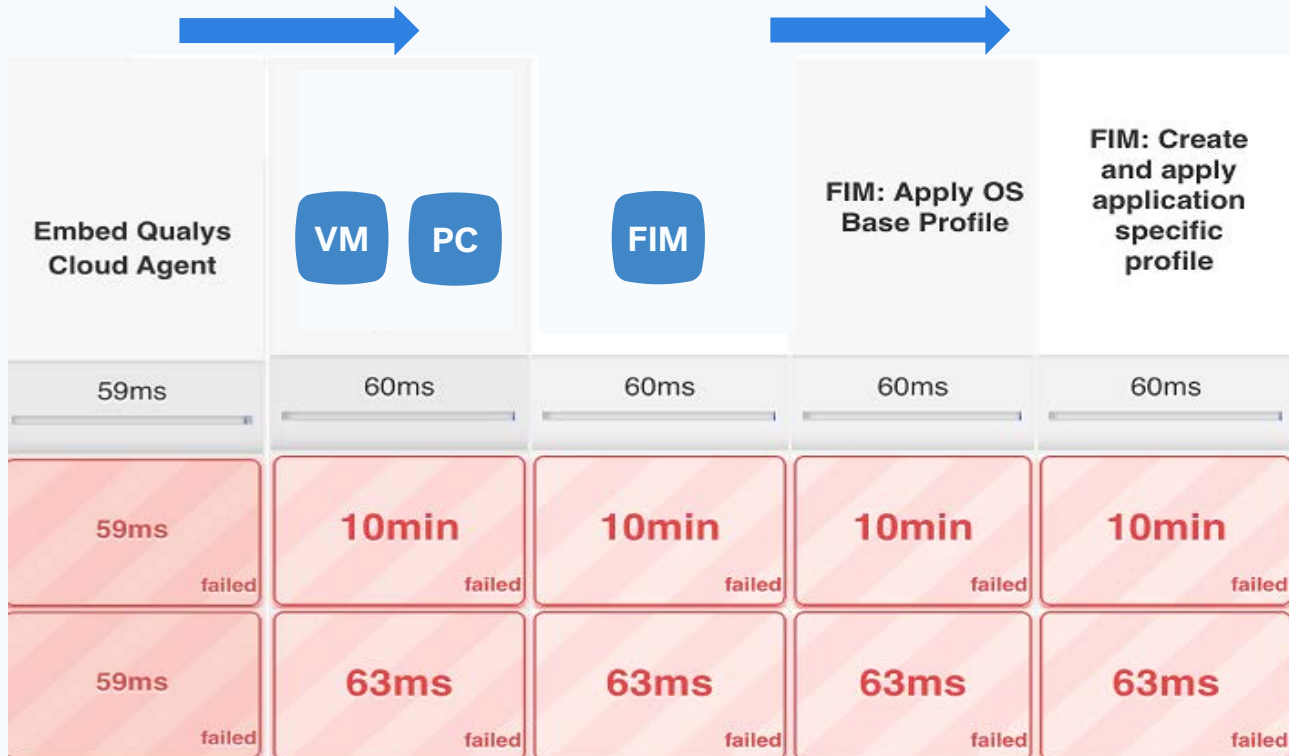 Embed Qualys
Cloud Agent
VM PC
FIM
FIM: Apply OS
Base Profile
FIM: Create
and apply
application
specific
profile
59ms 60ms 60ms 60ms 60ms
59ms 10min 10min 10min 10min
failed failed failed failed failed
59ms 63ms 63ms 63ms 63ms
failed failed failed failed failed